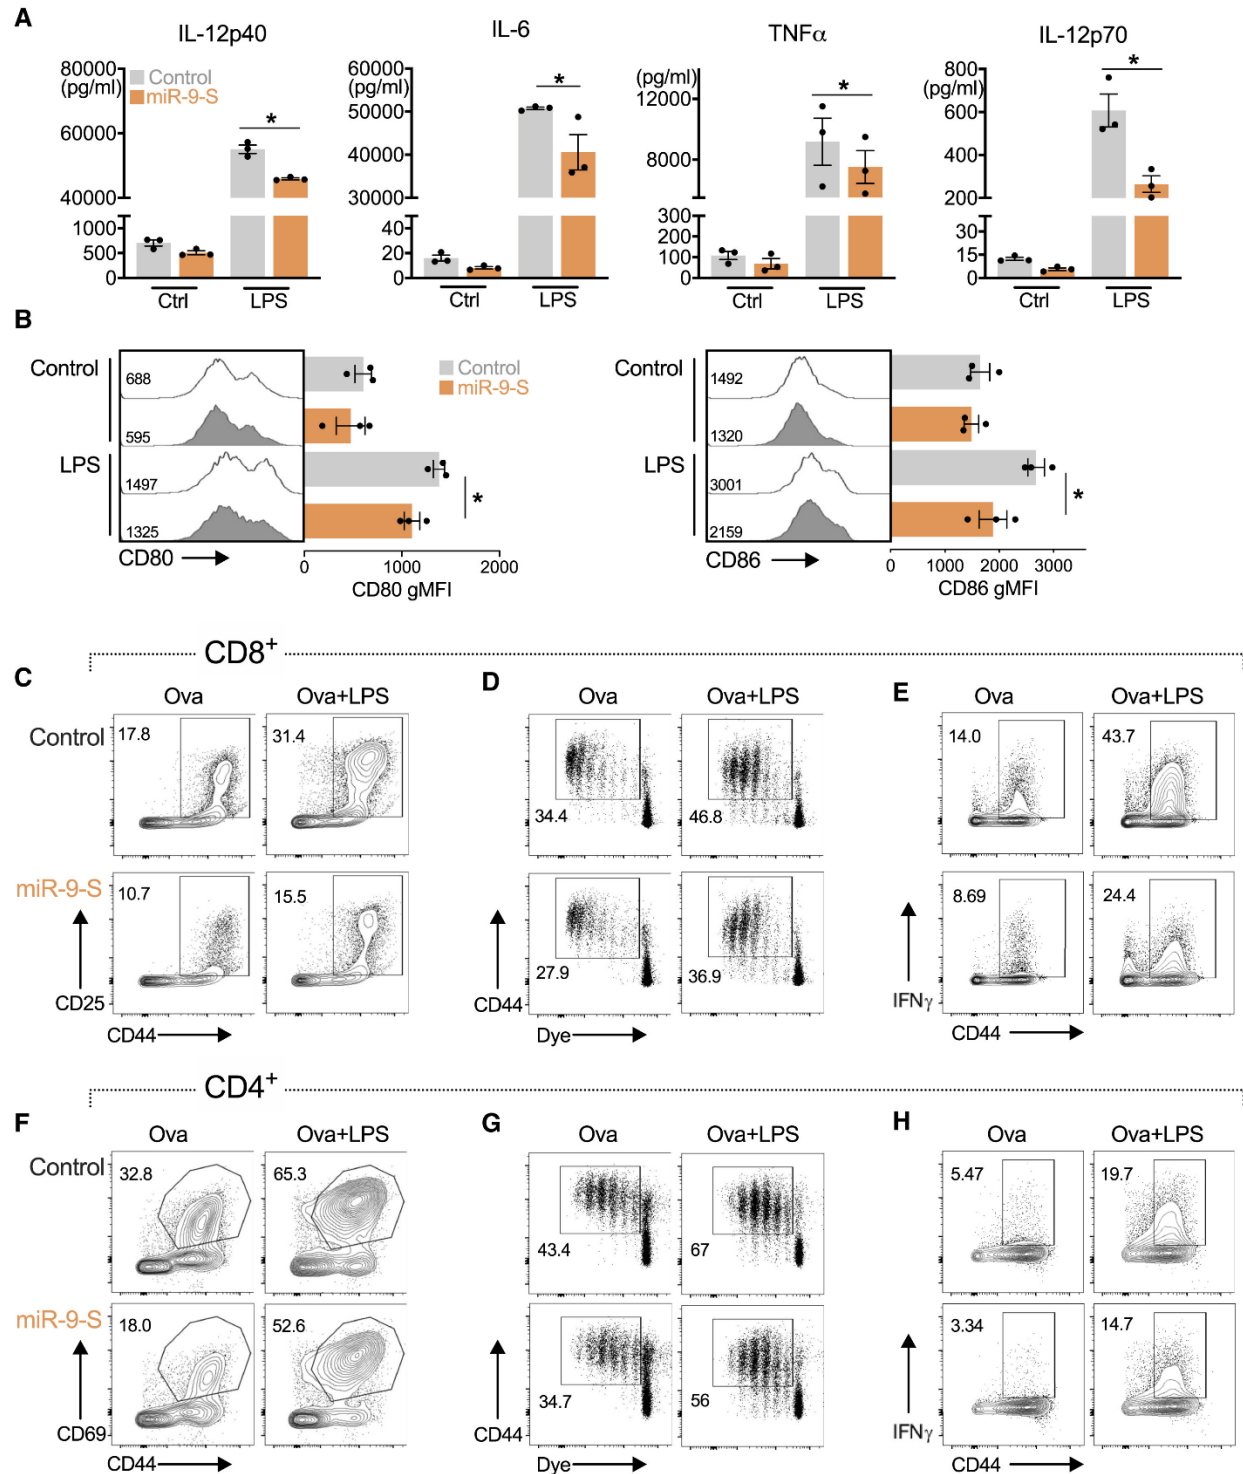 A
IL-12p40
IL-6
TNFα
IL-12p70
80000
(pg/ml)
60000
40000
1000
500
0
Control
miR-9-S
*
Ctrl
LPS
60000
(pg/ml)
50000
40000
30000
40
20
0
*
Ctrl
LPS
(pg/ml)
12000
8000
300
200
100
0
*
Ctrl
LPS
800
(pg/ml)
600
400
200
30
15
0
*
Ctrl
LPS
B
Control
LPS
688
595
1497
1325
CD80
Control
miR-9-S
*
0 1000 2000
CD80 gMFI
Control
LPS
1492
1320
3001
2159
CD86
*
0 1000 2000 3000
CD86 gMFI
CD8+
C
Ova Ova+LPS
Control
17.8
31.4
miR-9-S
10.7
15.5
CD25
CD44
D
Ova Ova+LPS
34.4
46.8
27.9
36.9
CD44
Dye
E
Ova Ova+LPS
14.0
43.7
8.69
24.4
IFNγ
CD44
CD4+
F
Ova Ova+LPS
Control
32.8
65.3
miR-9-S
18.0
52.6
CD69
CD44
G
Ova Ova+LPS
43.4
67
34.7
56
CD44
Dye
H
Ova Ova+LPS
5.47
19.7
3.34
14.7
IFNγ
CD44